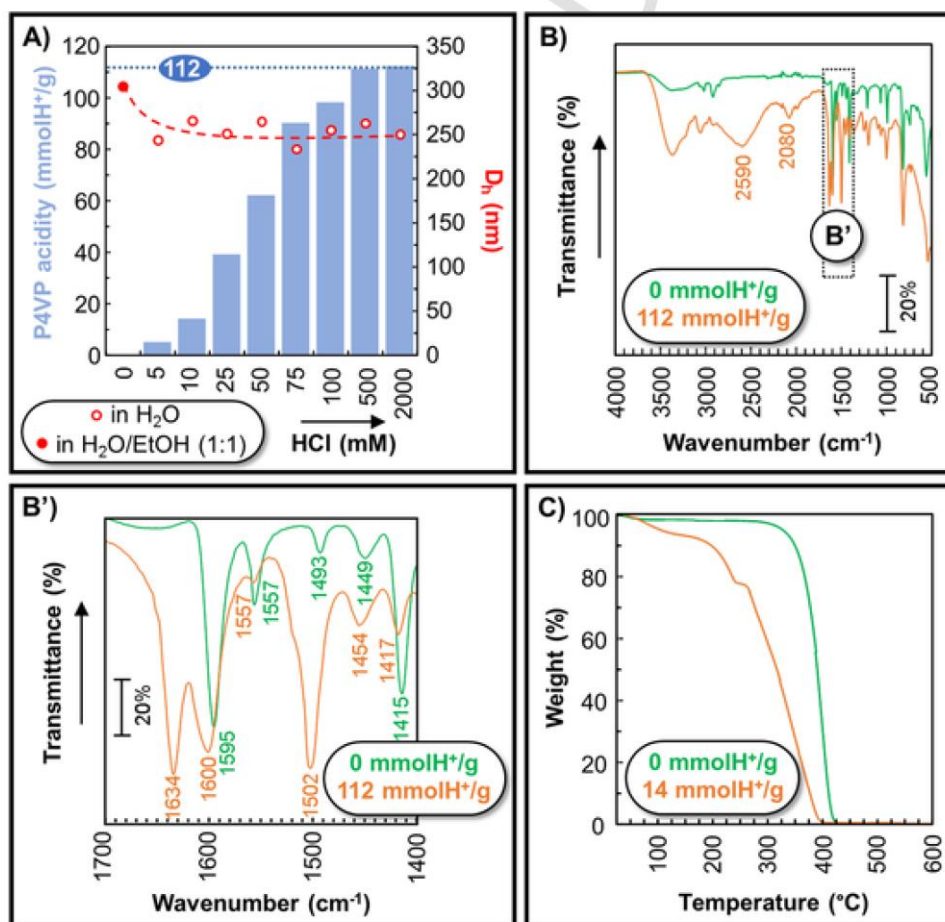 A)
120
100
80
60
40
20
0
P4VP acidity (mmolH⁺/g)
112
350
300
250
200
150
100
50
0
Dₕ (nm)
0 5 10 25 50 75 100 500 2000
HCl (mM)
in H₂O
in H₂O/EtOH (1:1)
B)
Transmittance (%)
2590
2080
B'
0 mmolH⁺/g
112 mmolH⁺/g
20%
4000 3500 3000 2500 2000 1500 1000 500
Wavenumber (cm⁻¹)
B')
Transmittance (%)
20%
1634
1600
1595
1557
1557
1502
1493
1454
1449
1417
1415
0 mmolH⁺/g
112 mmolH⁺/g
1700 1600 1500 1400
Wavenumber (cm⁻¹)
C)
100
80
60
40
20
0
Weight (%)
0 mmolH⁺/g
14 mmolH⁺/g
100 200 300 400 500 600
Temperature (°C)